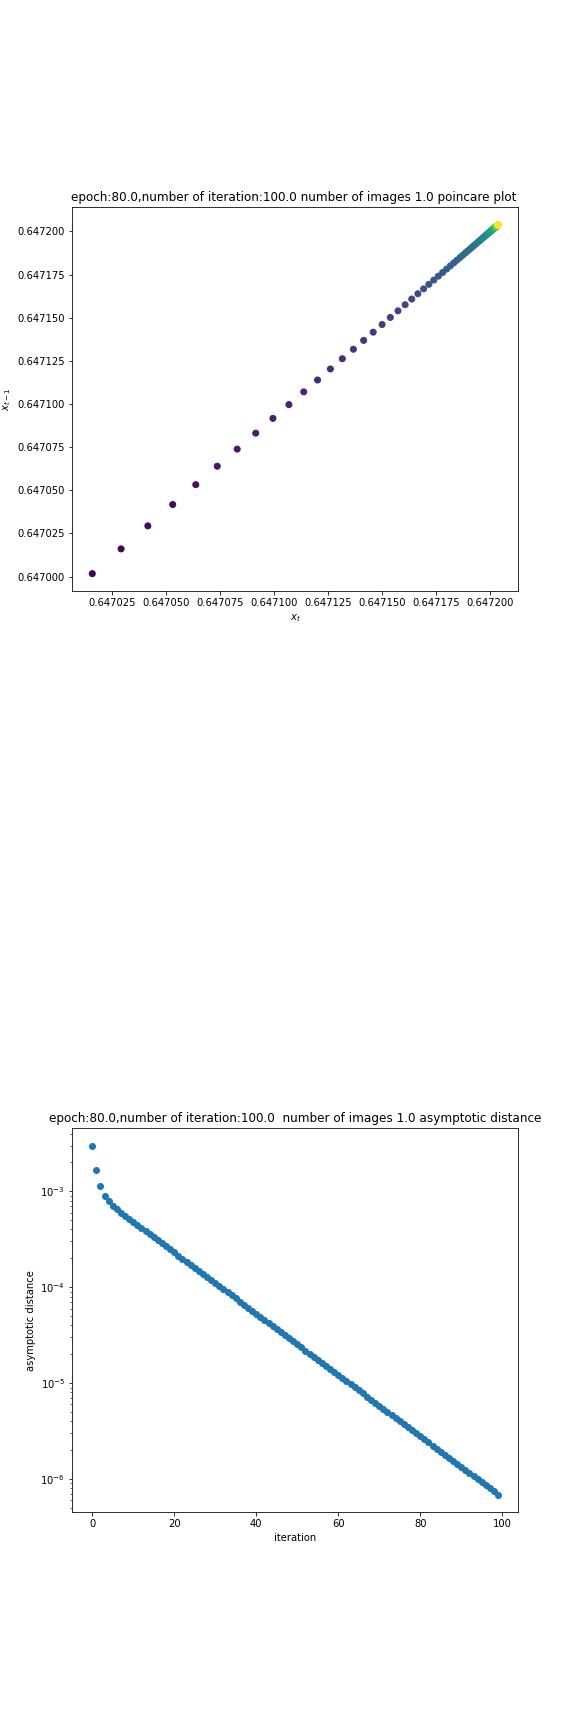 epoch:80.0,number of iteration:100.0 number of images 1.0 poincare plot
0.647200
0.647175
0.647150
0.647125
0.647100
0.647075
0.647050
0.647025
0.647000
x_{t−1}
0.647025 0.647050 0.647075 0.647100 0.647125 0.647150 0.647175 0.647200
x_t
epoch:80.0,number of iteration:100.0  number of images 1.0 asymptotic distance
10^{−3}
10^{−4}
10^{−5}
10^{−6}
asymptotic distance
0 20 40 60 80 100
iteration